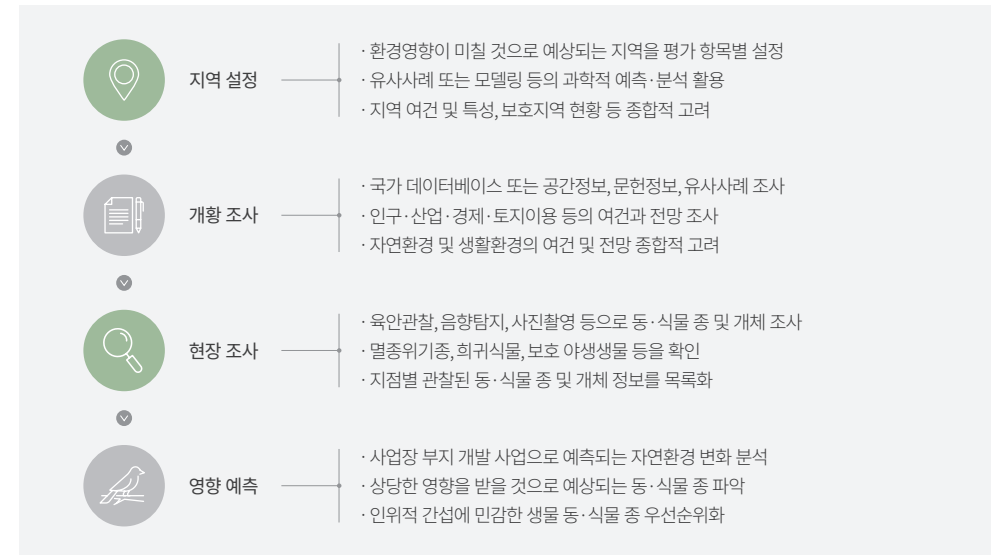 지역 설정
· 환경영향이 미칠 것으로 예상되는 지역을 평가 항목별 설정
· 유사사례 또는 모델링 등의 과학적 예측·분석 활용
· 지역 여건 및 특성, 보호지역 현황 등 종합적 고려
개황 조사
· 국가 데이터베이스 또는 공간정보, 문헌정보, 유사사례 조사
· 인구·산업·경제·토지이용 등의 여건과 전망 조사
· 자연환경 및 생활환경의 여건 및 전망 종합적 고려
현장 조사
· 육안관찰, 음향탐지, 사진촬영 등으로 동·식물 종 및 개체 조사
· 멸종위기종, 희귀식물, 보호 야생생물 등을 확인
· 지점별 관찰된 동·식물 종 및 개체 정보를 목록화
영향 예측
· 사업장 부지 개발 사업으로 예측되는 자연환경 변화 분석
· 상당한 영향을 받을 것으로 예상되는 동·식물 종 파악
· 인위적 간섭에 민감한 생물 동·식물 종 우선순위화